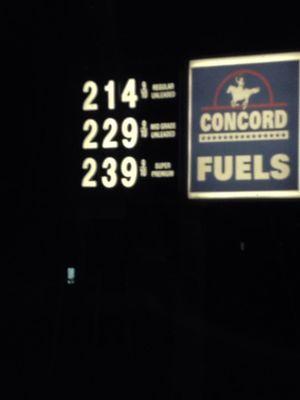 214 9/10 REGULAR UNLEADED
229 9/10 MID GRADE UNLEADED
239 9/10 SUPER PREMIUM
CONCORD
FUELS